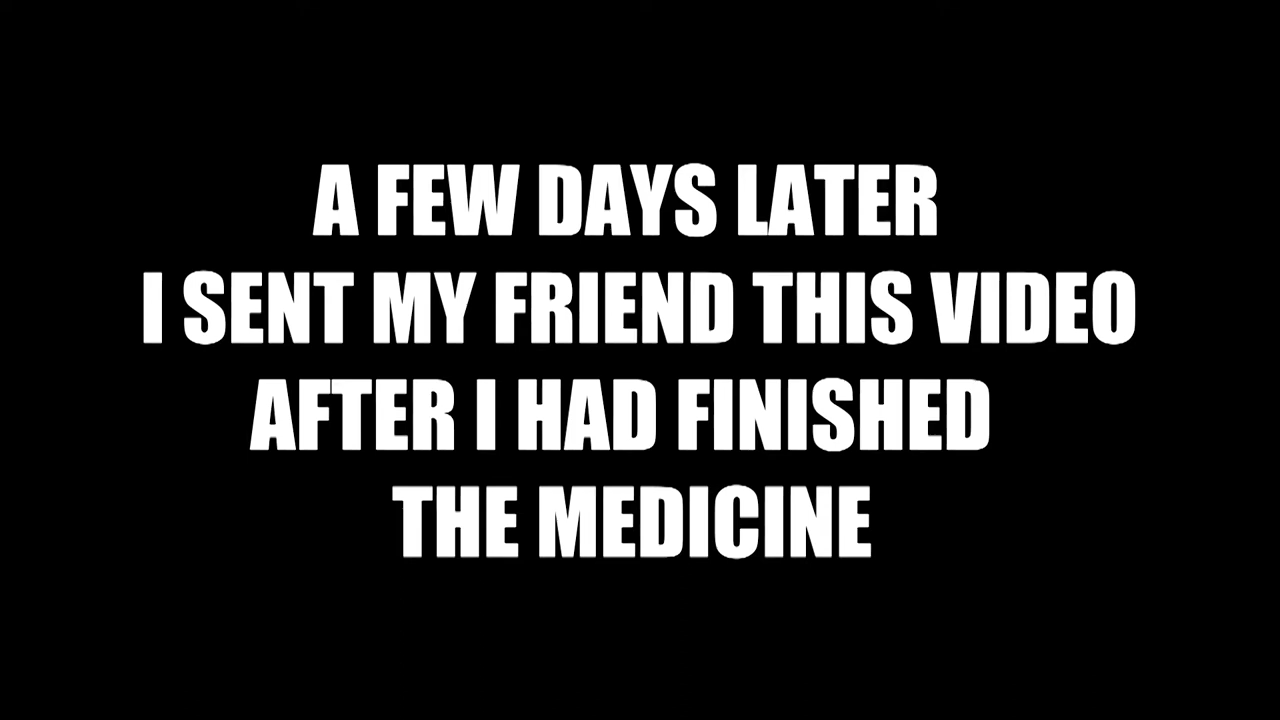 A FEW DAYS LATER
I SENT MY FRIEND THIS VIDEO
AFTER I HAD FINISHED
THE MEDICINE